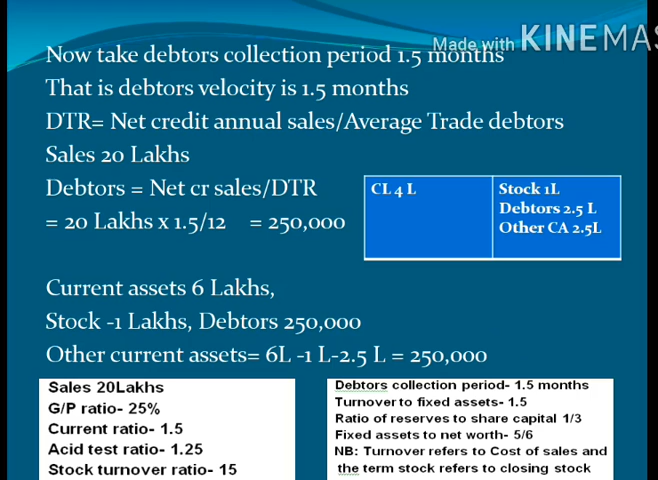 Made with KINEMAS
Now take debtors collection period 1.5 months
That is debtors velocity is 1.5 months
DTR= Net credit annual sales/Average Trade debtors
Sales 20 Lakhs
Debtors = Net cr sales/DTR
= 20 Lakhs x 1.5/12 = 250,000
CL 4 L
Stock 1L
Debtors 2.5 L
Other CA 2.5L
Current assets 6 Lakhs,
Stock -1 Lakhs, Debtors 250,000
Other current assets= 6L -1 L-2.5 L = 250,000
Sales 20Lakhs
G/P ratio- 25%
Current ratio- 1.5
Acid test ratio- 1.25
Stock turnover ratio- 15
Debtors collection period- 1.5 months
Turnover to fixed assets- 1.5
Ratio of reserves to share capital 1/3
Fixed assets to net worth- 5/6
NB: Turnover refers to Cost of sales and
the term stock refers to closing stock